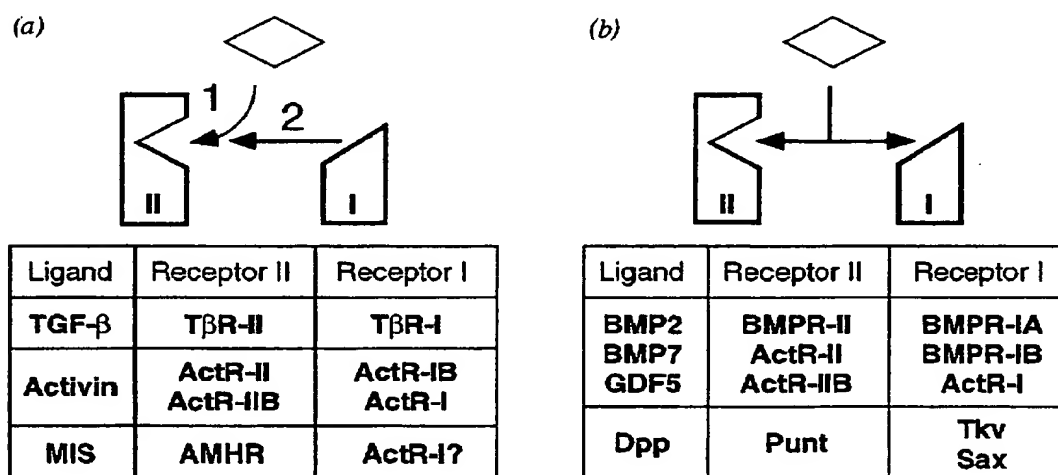 (a)
1
2
II
I
Ligand Receptor II Receptor I
TGF-β TβR-II TβR-I
Activin ActR-II ActR-IB
ActR-IIB ActR-I
MIS AMHR ActR-I?
(b)
II
I
Ligand Receptor II Receptor I
BMP2 BMPR-II BMPR-IA
BMP7 ActR-II BMPR-IB
GDF5 ActR-IIB ActR-I
Dpp Punt Tkv
Sax